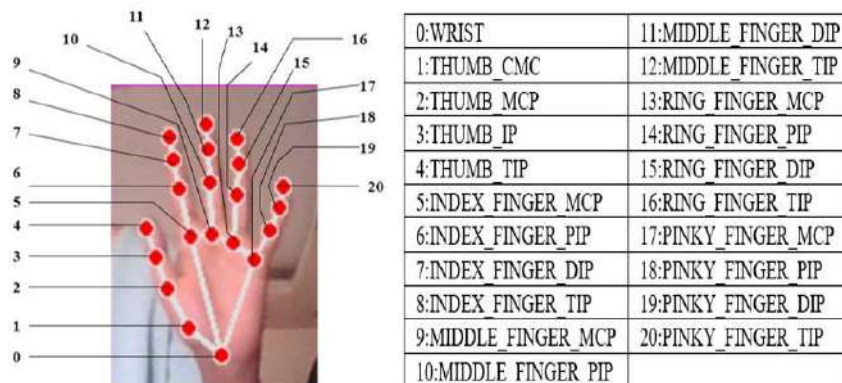 11
12
13
14
10
16
9
15
8
17
7
18
19
6
20
5
4
3
2
1
0
0:WRIST 11:MIDDLE_FINGER_DIP
1:THUMB_CMC 12:MIDDLE_FINGER_TIP
2:THUMB_MCP 13:RING_FINGER_MCP
3:THUMB_IP 14:RING_FINGER_PIP
4:THUMB_TIP 15:RING_FINGER_DIP
5:INDEX_FINGER_MCP 16:RING_FINGER_TIP
6:INDEX_FINGER_PIP 17:PINKY_FINGER_MCP
7:INDEX_FINGER_DIP 18:PINKY_FINGER_PIP
8:INDEX_FINGER_TIP 19:PINKY_FINGER_DIP
9:MIDDLE_FINGER_MCP 20:PINKY_FINGER_TIP
10:MIDDLE_FINGER_PIP